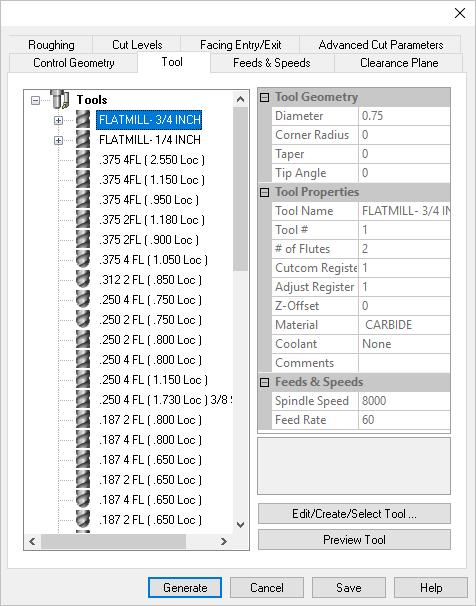 Roughing Cut Levels Facing Entry/Exit Advanced Cut Parameters
Control Geometry Tool Feeds & Speeds Clearance Plane
Tools
FLATMILL- 3/4 INCH
FLATMILL- 1/4 INCH
.375 4FL ( 2.550 Loc )
.375 4FL ( 1.150 Loc )
.375 4FL ( .950 Loc )
.375 2FL ( 1.180 Loc )
.375 2FL ( .900 Loc )
.375 4 FL ( 1.050 Loc )
.312 2 FL ( .850 Loc )
.250 4 FL ( .750 Loc )
.250 2 FL ( .750 Loc )
.250 2 FL ( .800 Loc )
.250 4 FL ( .800 Loc )
.250 4 FL ( 1.150 Loc )
.250 4 FL ( 1.730 Loc ) 3/8 S
.187 2 FL ( .800 Loc )
.187 4 FL ( .800 Loc )
.187 4 FL ( .650 Loc )
.187 4 FL ( .650 Loc )
.187 4 FL ( .650 Loc )
.187 2 FL ( .650 Loc )
Tool Geometry
Diameter 0.75
Corner Radius 0
Taper 0
Tip Angle 0
Tool Properties
Tool Name FLATMILL- 3/4 IN
Tool # 1
# of Flutes 2
Cutcom Register 1
Adjust Register 1
Z-Offset 0
Material CARBIDE
Coolant None
Comments
Feeds & Speeds
Spindle Speed 8000
Feed Rate 60
Edit/Create/Select Tool ...
Preview Tool
Generate Cancel Save Help